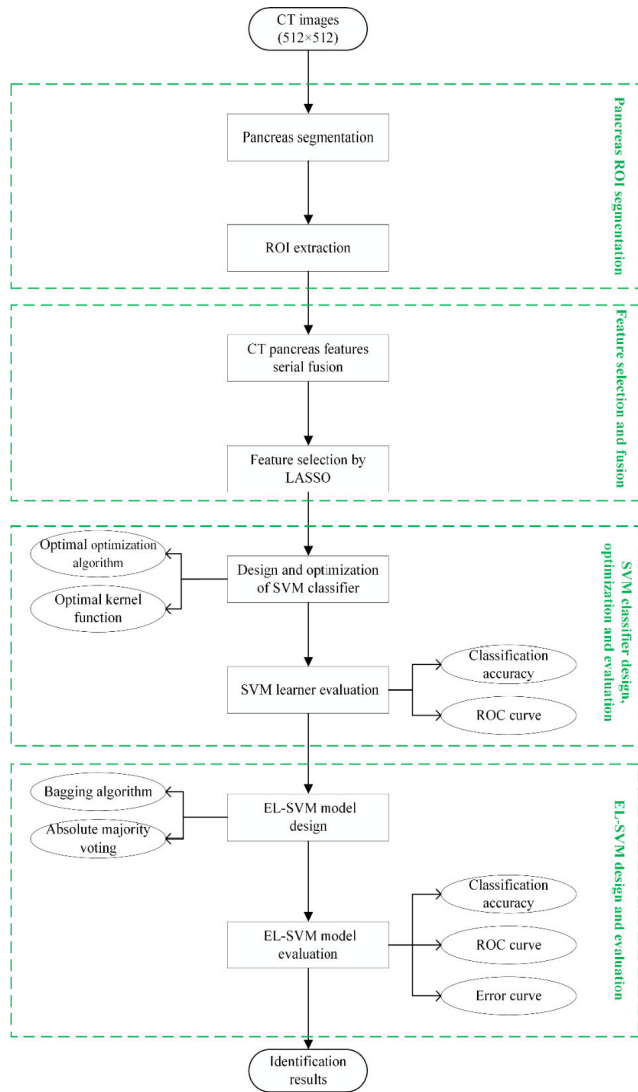 CT images
(512×512)
Pancreas segmentation
ROI extraction
Pancreas ROI segmentation
CT pancreas features
serial fusion
Feature selection by
LASSO
Feature selection and fusion
Optimal optimization
algorithm
Optimal kernel
function
Design and optimization
of SVM classifier
SVM learner evaluation
Classification
accuracy
ROC curve
SVM classifier design,
optimization and evaluation
Bagging algorithm
Absolute majority
voting
EL-SVM model
design
EL-SVM model
evaluation
Classification
accuracy
ROC curve
Error curve
EL-SVM design and evaluation
Identification
results